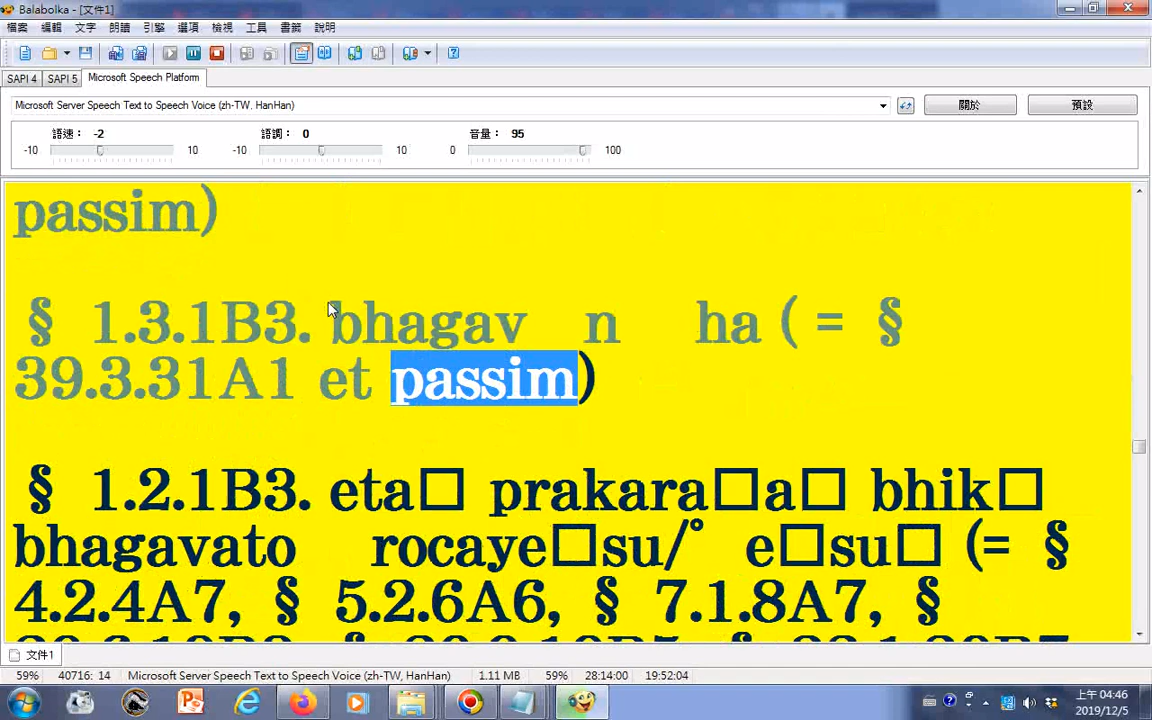 Balabolka - [文件1]
檔案 編輯 文字 朗讀 引擎 選項 檢視 工具 書籤 說明
SAPI 4 SAPI 5 Microsoft Speech Platform
Microsoft Server Speech Text to Speech Voice (zh-TW, HanHan) 關於 預設
語速： -2 語調： 0 音量： 95
-10 10 -10 10 0 100
passim)
§ 1.3.1B3. bhagav n ha ( = §
39.3.31A1 et passim)
§ 1.2.1B3. eta□ prakara□a□ bhik□
bhagavato rocaye□su/° e□su□ (= §
4.2.4A7, § 5.2.6A6, § 7.1.8A7, §
文件1
59% 40716: 14 Microsoft Server Speech Text to Speech Voice (zh-TW, HanHan) 1.11 MB 59% 28:14:00 19:52:04
上午 04:46
2019/12/5